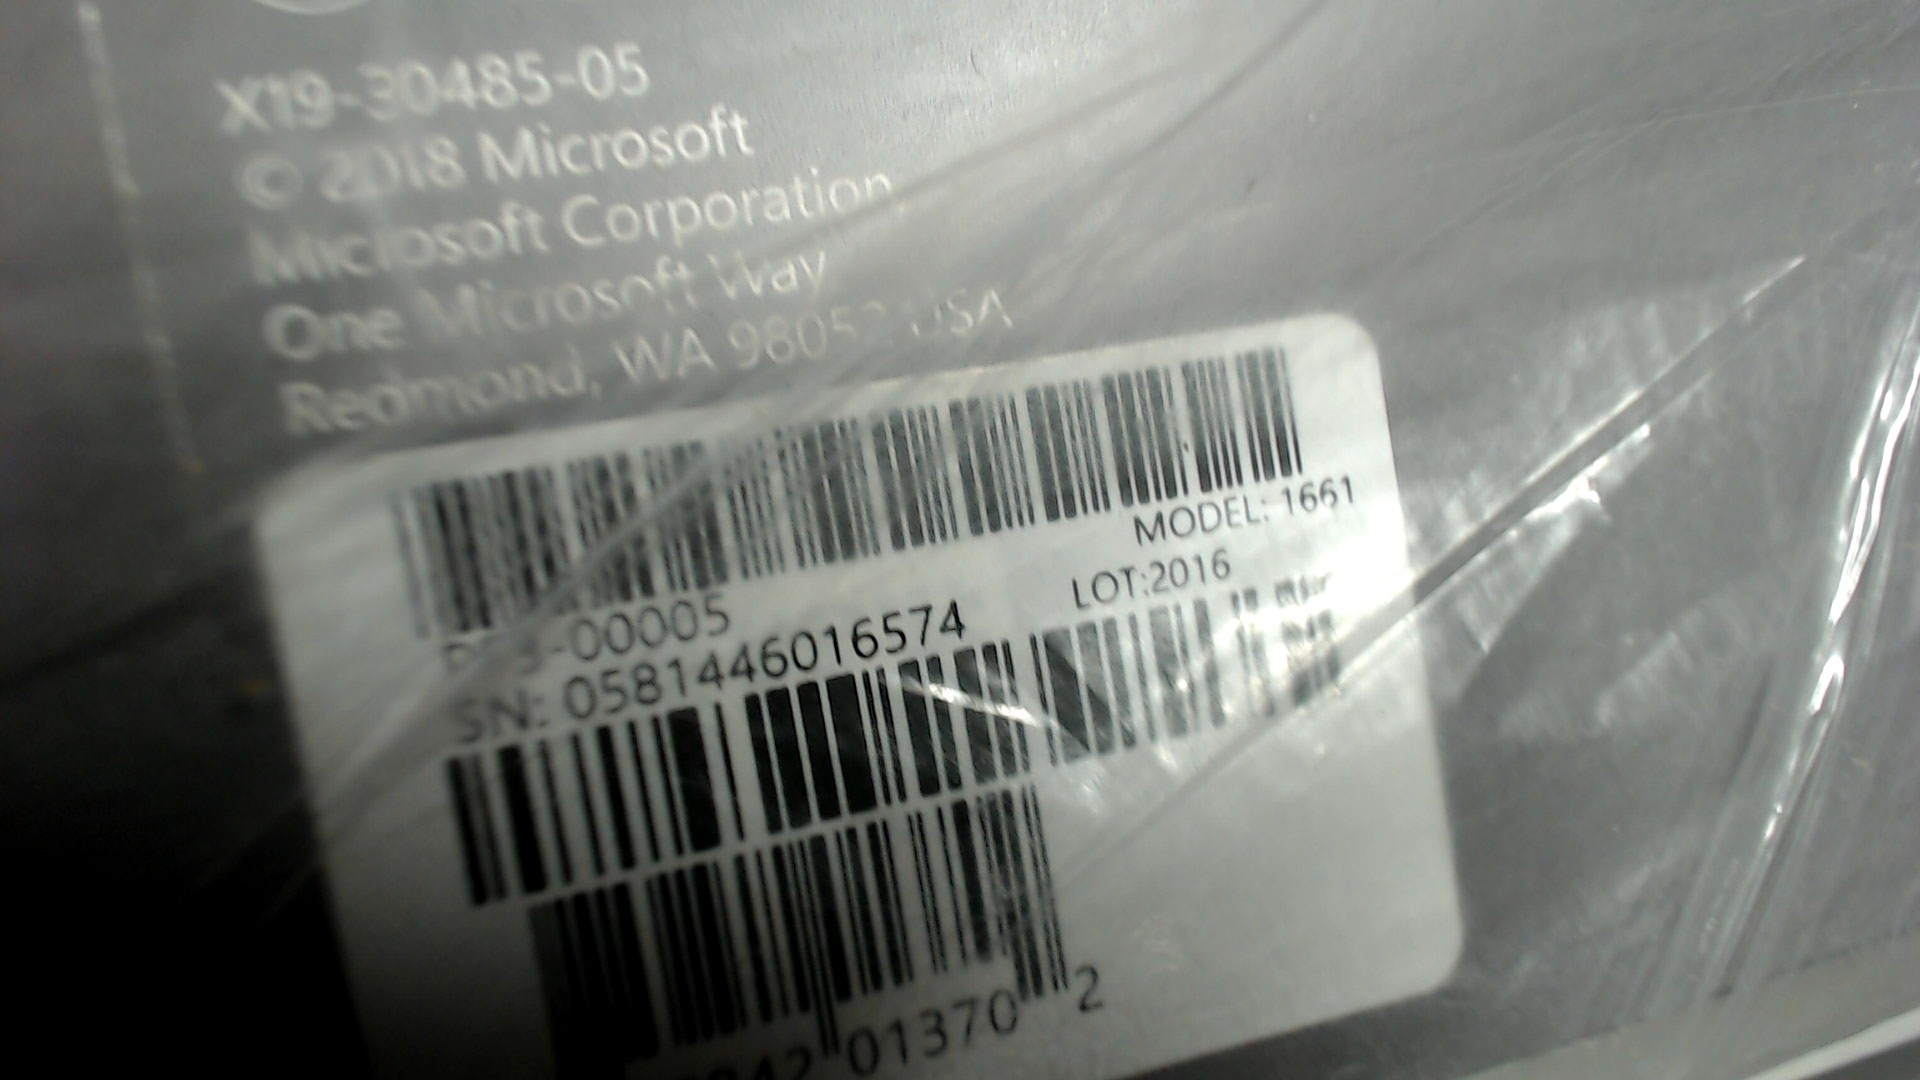 X19-30485-05
© 2018 Microsoft
Microsoft Corporation
One Microsoft Way
Redmond, WA 98052 USA
MODEL: 1661
-00005
LOT:2016
SN: 0581446016574
01370 2